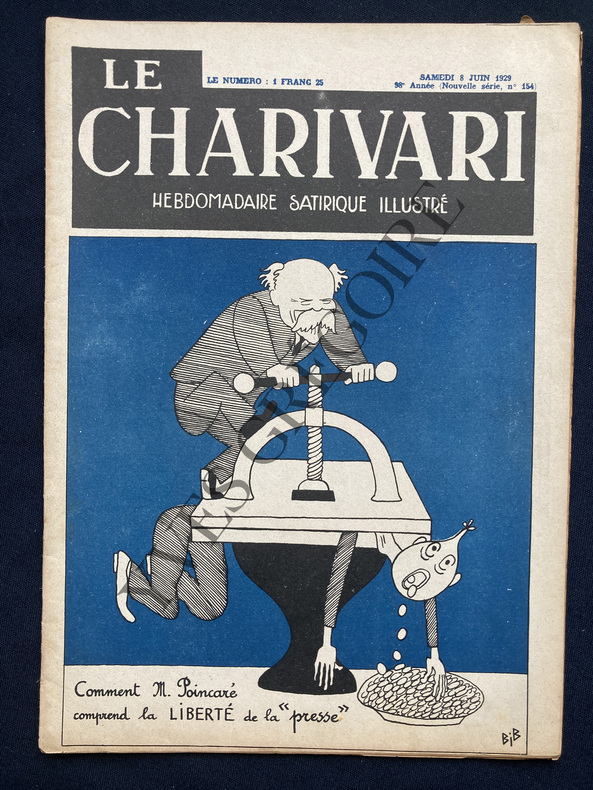 LE
LE NUMERO : 1 FRANC 25
SAMEDI 8 JUIN 1929
98e Année (Nouvelle série, n° 154)
CHARIVARI
HEBDOMADAIRE SATIRIQUE ILLUSTRÉ
Comment M. Poincaré
comprend la LIBERTÉ de la "presse"
BiB